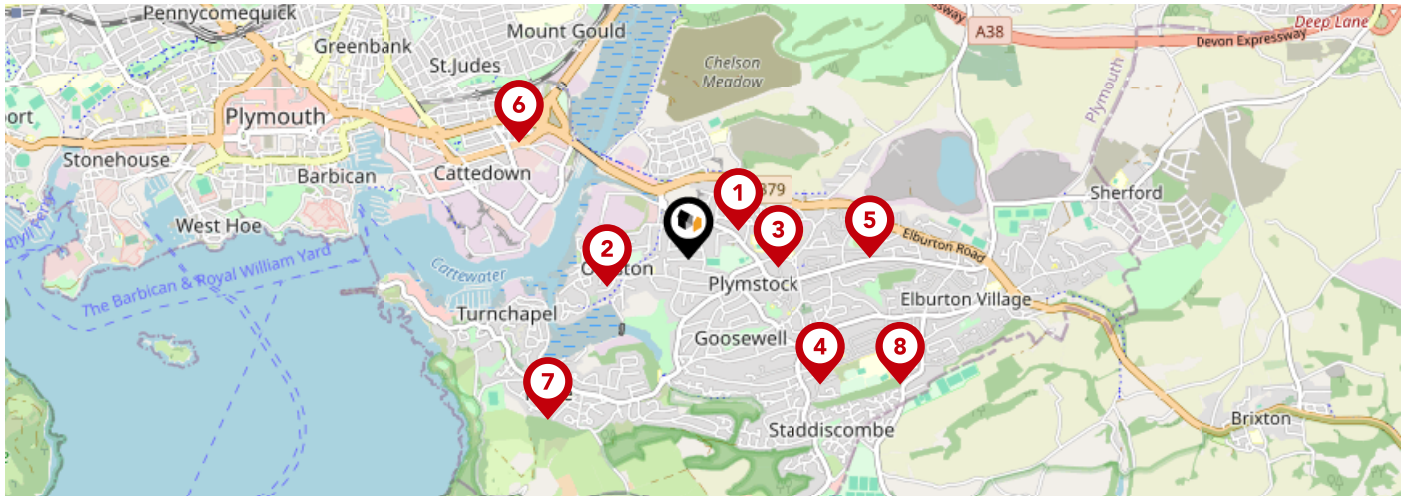 Pennycomequick
Mount Gould
Deep Lane
Greenbank
A38
Devon Expressway
St.Judes
Chelson
Meadow
6
Plymouth
Plymouth
Stonehouse
Barbican
Cattedown
1
Sherford
West Hoe
3
5
2
Elburton Road
Cattewater
The Barbican & Royal William Yard
Plymstock
Elburton Village
Turnchapel
Goosewell
4
8
7
Brixton
Staddiscombe